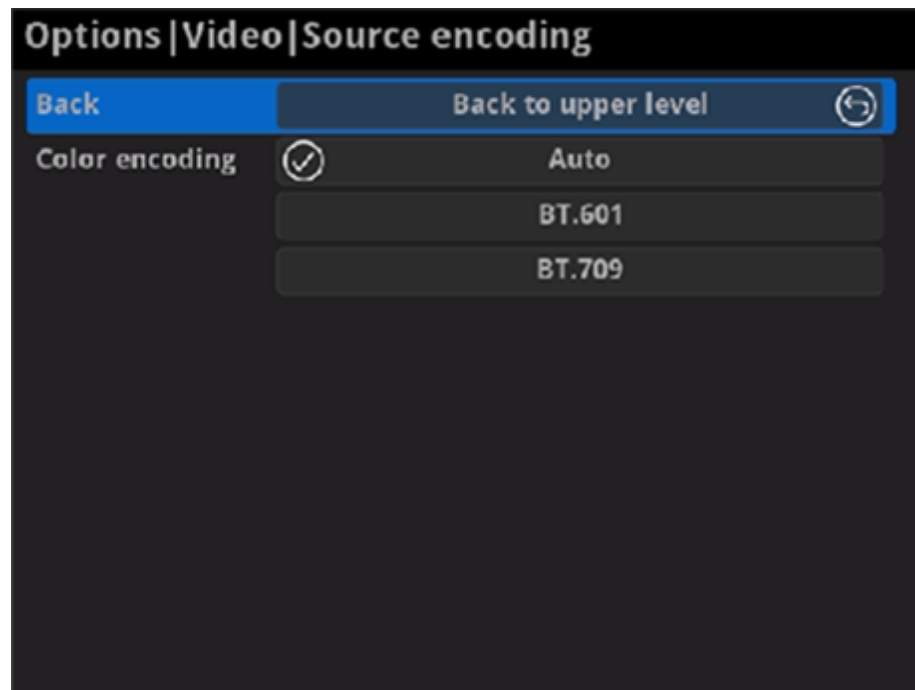 Options|Video|Source encoding
Back Back to upper level
Color encoding Auto
BT.601
BT.709